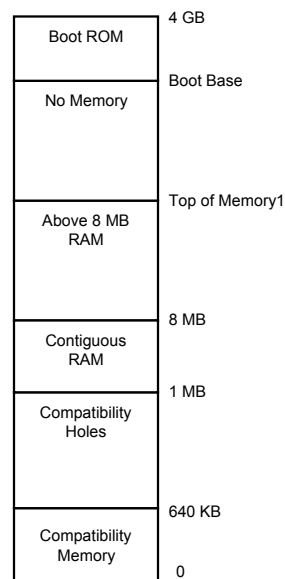 4 GB
Boot ROM
Boot Base
No Memory
Top of Memory1
Above 8 MB
RAM
8 MB
Contiguous
RAM
1 MB
Compatibility
Holes
640 KB
Compatibility
Memory
0